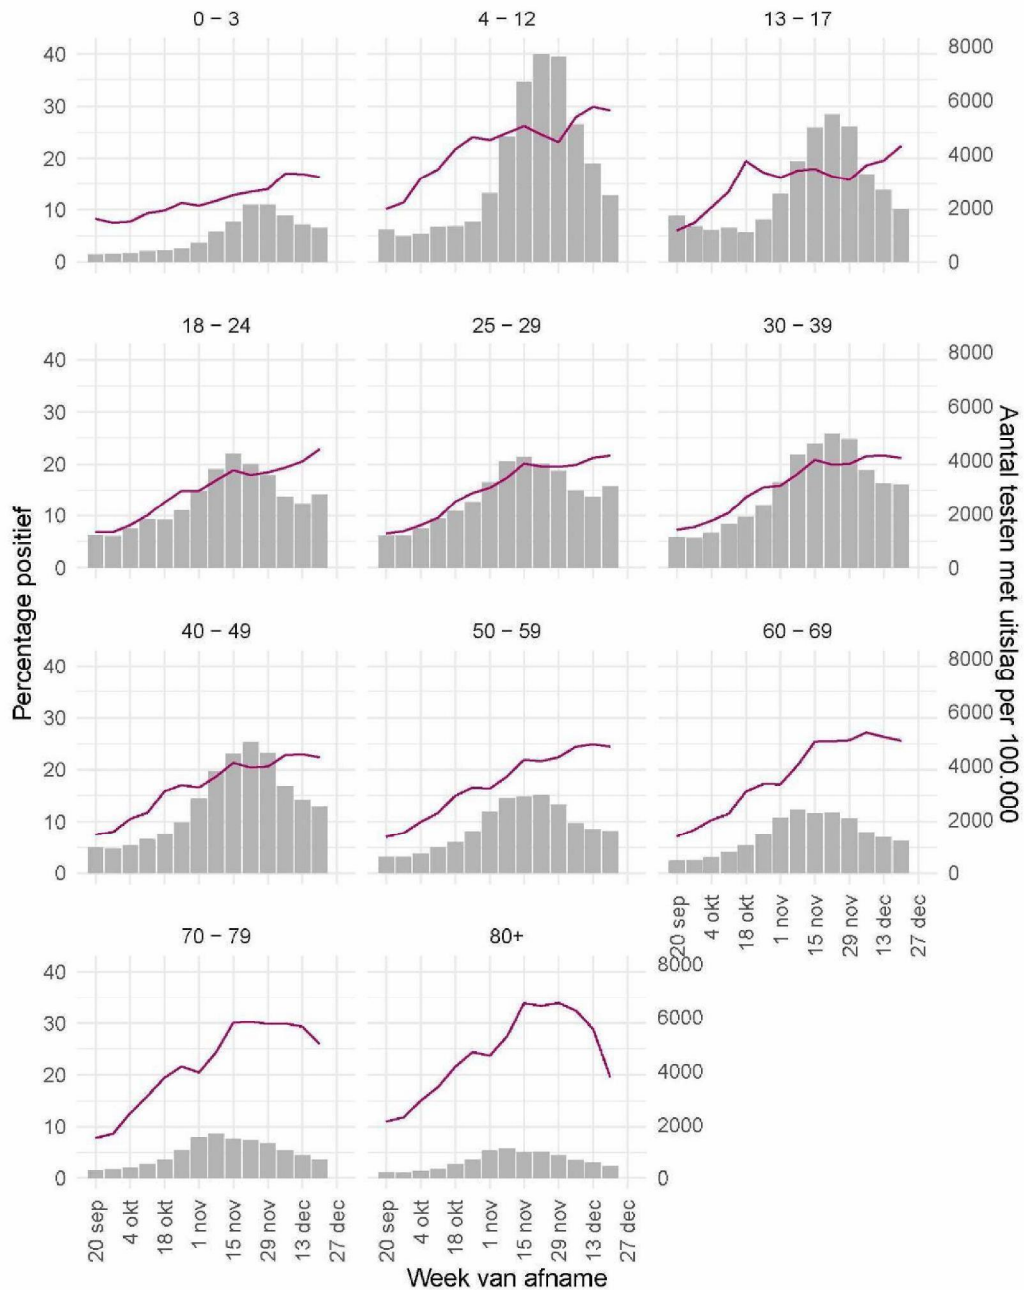 0 – 3
4 – 12
13 – 17
40
30
20
10
0
8000
6000
4000
2000
0
18 – 24
25 – 29
30 – 39
40
30
20
10
0
8000
6000
4000
2000
0
Percentage positief
Aantal testen met uitslag per 100.000
40 – 49
50 – 59
60 – 69
40
30
20
10
0
8000
6000
4000
2000
0
20 sep
4 okt
18 okt
1 nov
15 nov
29 nov
13 dec
27 dec
70 – 79
80+
40
30
20
10
0
8000
6000
4000
2000
0
20 sep
4 okt
18 okt
1 nov
15 nov
29 nov
13 dec
27 dec
20 sep
4 okt
18 okt
1 nov
15 nov
29 nov
13 dec
27 dec
Week van afname